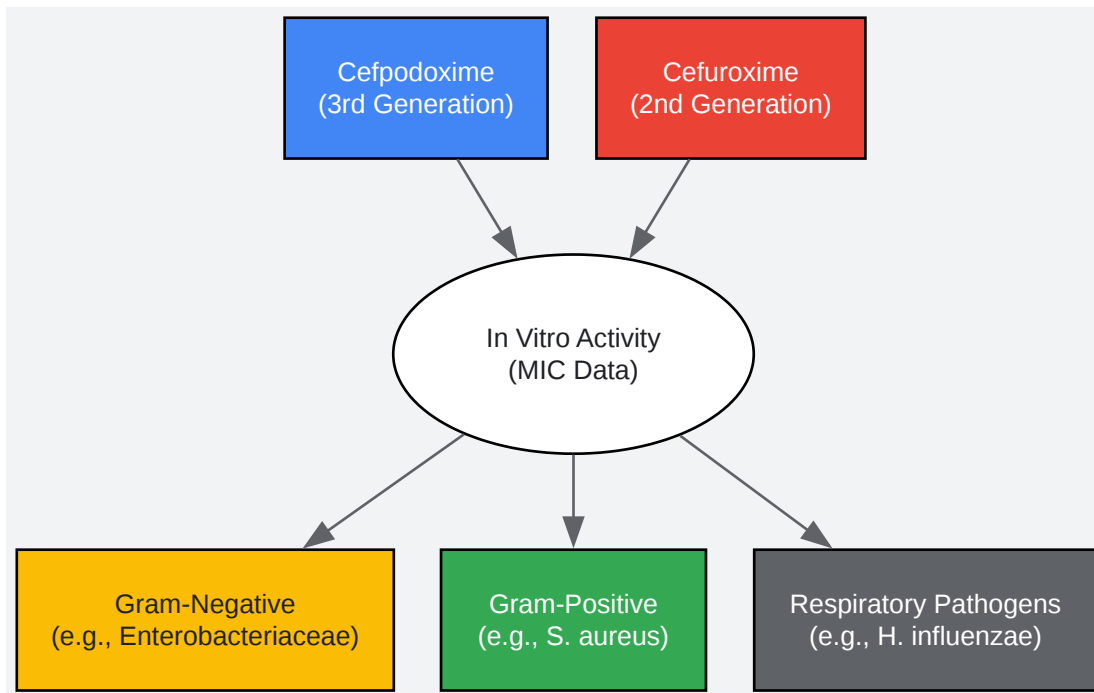 Cefpodoxime
(3rd Generation)
Cefuroxime
(2nd Generation)
In Vitro Activity
(MIC Data)
Gram-Negative
(e.g., Enterobacteriaceae)
Gram-Positive
(e.g., S. aureus)
Respiratory Pathogens
(e.g., H. influenzae)